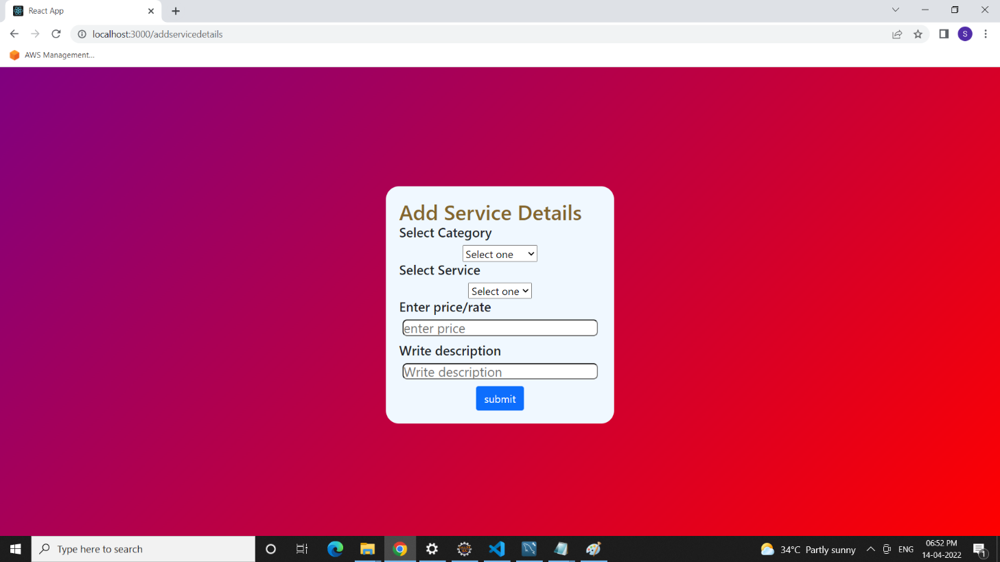 React App
localhost:3000/addservicedetails
S
AWS Management...
Add Service Details
Select Category
Select one
Select Service
Select one
Enter price/rate
enter price
Write description
Write description
submit
Type here to search
34°C Partly sunny
ENG
06:52 PM
14-04-2022
1